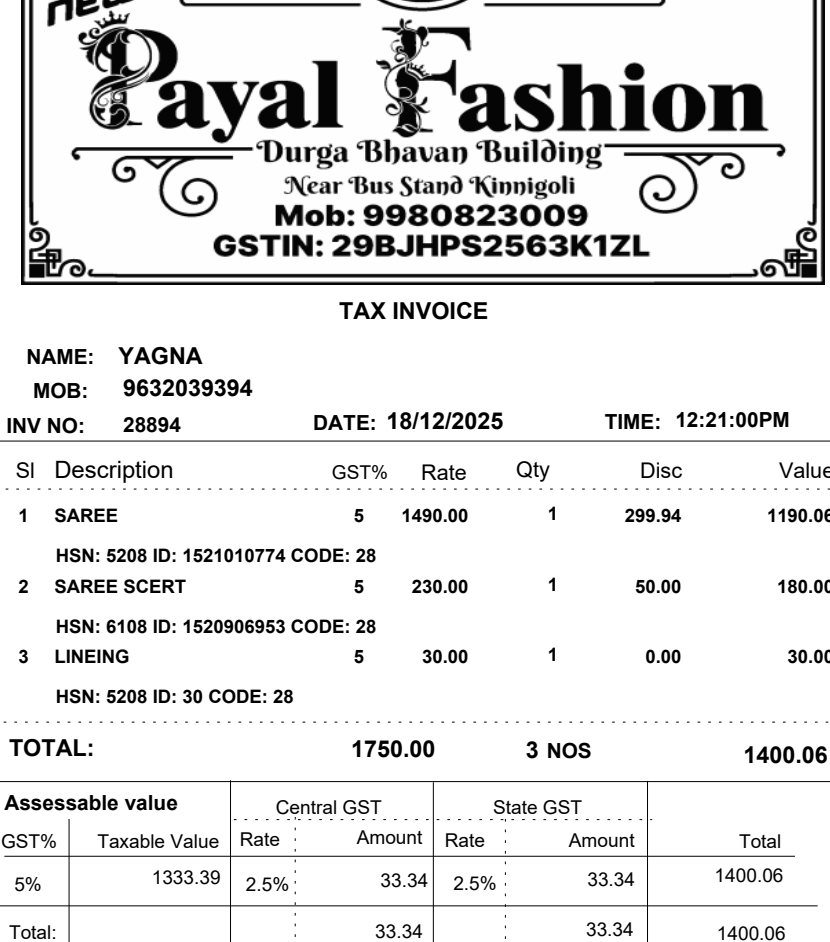 new
Payal Fashion
Durga Bhavan Building
Near Bus Stand Kinnigoli
Mob: 9980823009
GSTIN: 29BJHPS2563K1ZL
TAX INVOICE
NAME: YAGNA
MOB: 9632039394
INV NO: 28894 DATE: 18/12/2025 TIME: 12:21:00PM
Sl Description GST% Rate Qty Disc Value
1 SAREE 5 1490.00 1 299.94 1190.06
HSN: 5208 ID: 1521010774 CODE: 28
2 SAREE SCERT 5 230.00 1 50.00 180.00
HSN: 6108 ID: 1520906953 CODE: 28
3 LINEING 5 30.00 1 0.00 30.00
HSN: 5208 ID: 30 CODE: 28
TOTAL: 1750.00 3 NOS 1400.06
Assessable value Central GST State GST
GST% Taxable Value Rate Amount Rate Amount Total
5% 1333.39 2.5% 33.34 2.5% 33.34 1400.06
Total: 33.34 33.34 1400.06